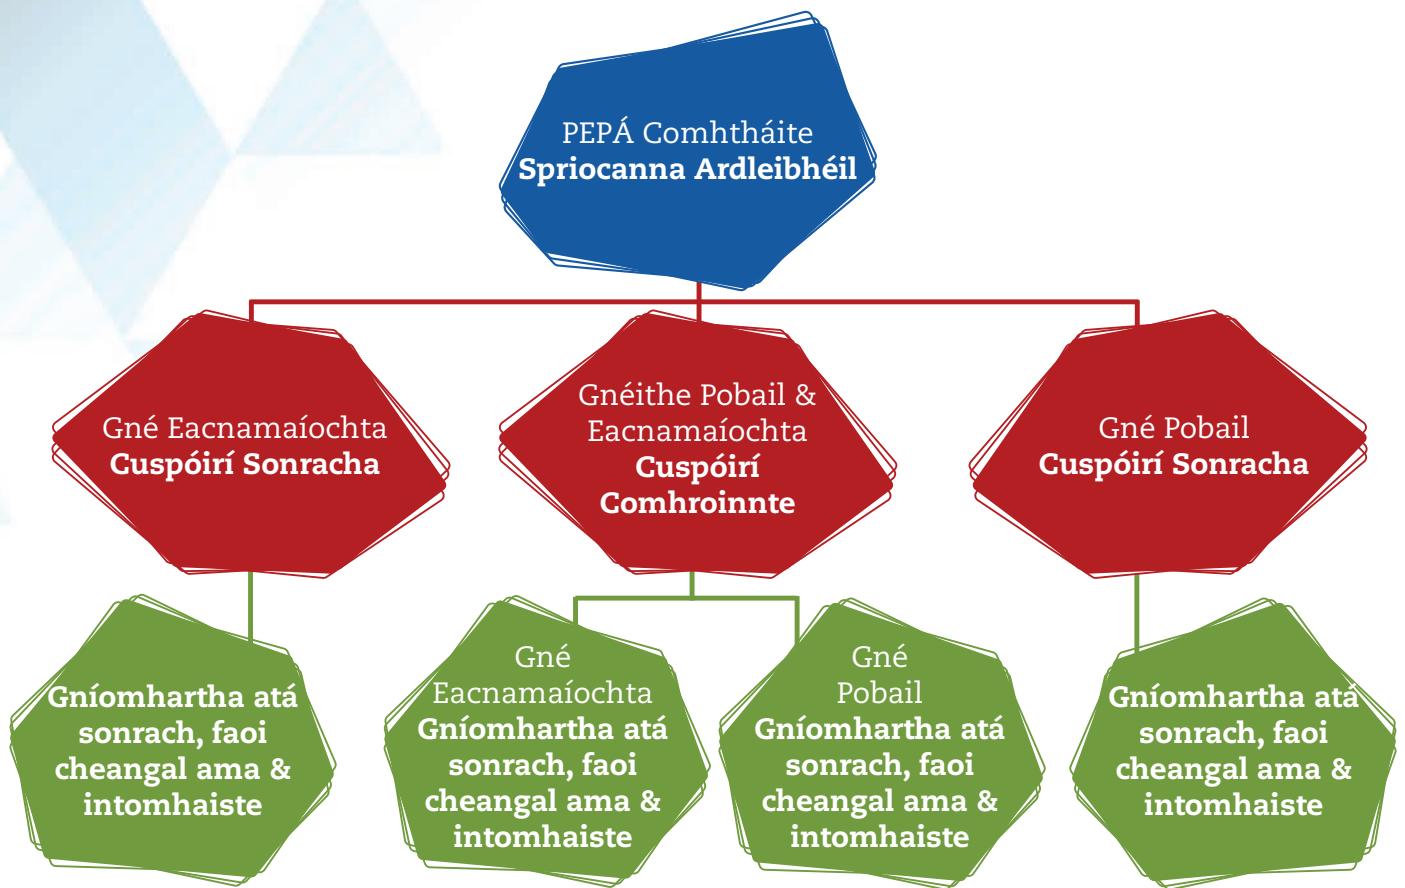 PEPÁ Comhtháite
Spriocanna Ardleibhéil
Gné Eacnamaíochta
Cuspóirí Sonracha
Gnéithe Pobail &
Eacnamaíochta
Cuspóirí
Comhroinnte
Gné Pobail
Cuspóirí Sonracha
Gníomhartha atá
sonrach, faoi
cheangal ama &
intomhaiste
Gné
Eacnamaíochta
Gníomhartha atá
sonrach, faoi
cheangal ama &
intomhaiste
Gné
Pobail
Gníomhartha atá
sonrach, faoi
cheangal ama &
intomhaiste
Gníomhartha atá
sonrach, faoi
cheangal ama &
intomhaiste